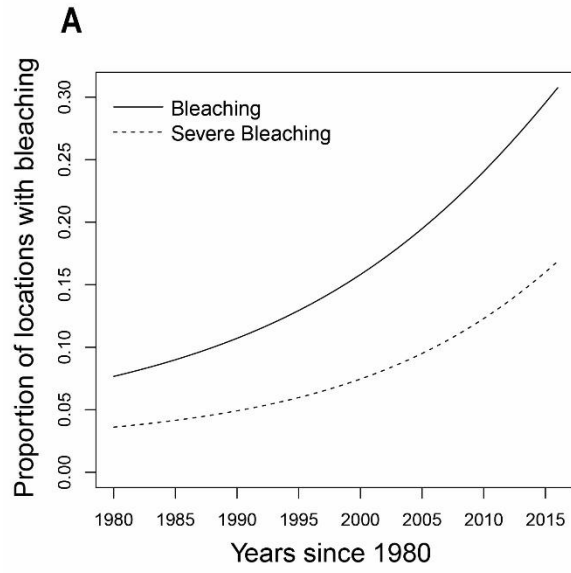 A
Proportion of locations with bleaching
0.30
0.25
0.20
0.15
0.10
0.05
0.00
Bleaching
Severe Bleaching
1980 1985 1990 1995 2000 2005 2010 2015
Years since 1980